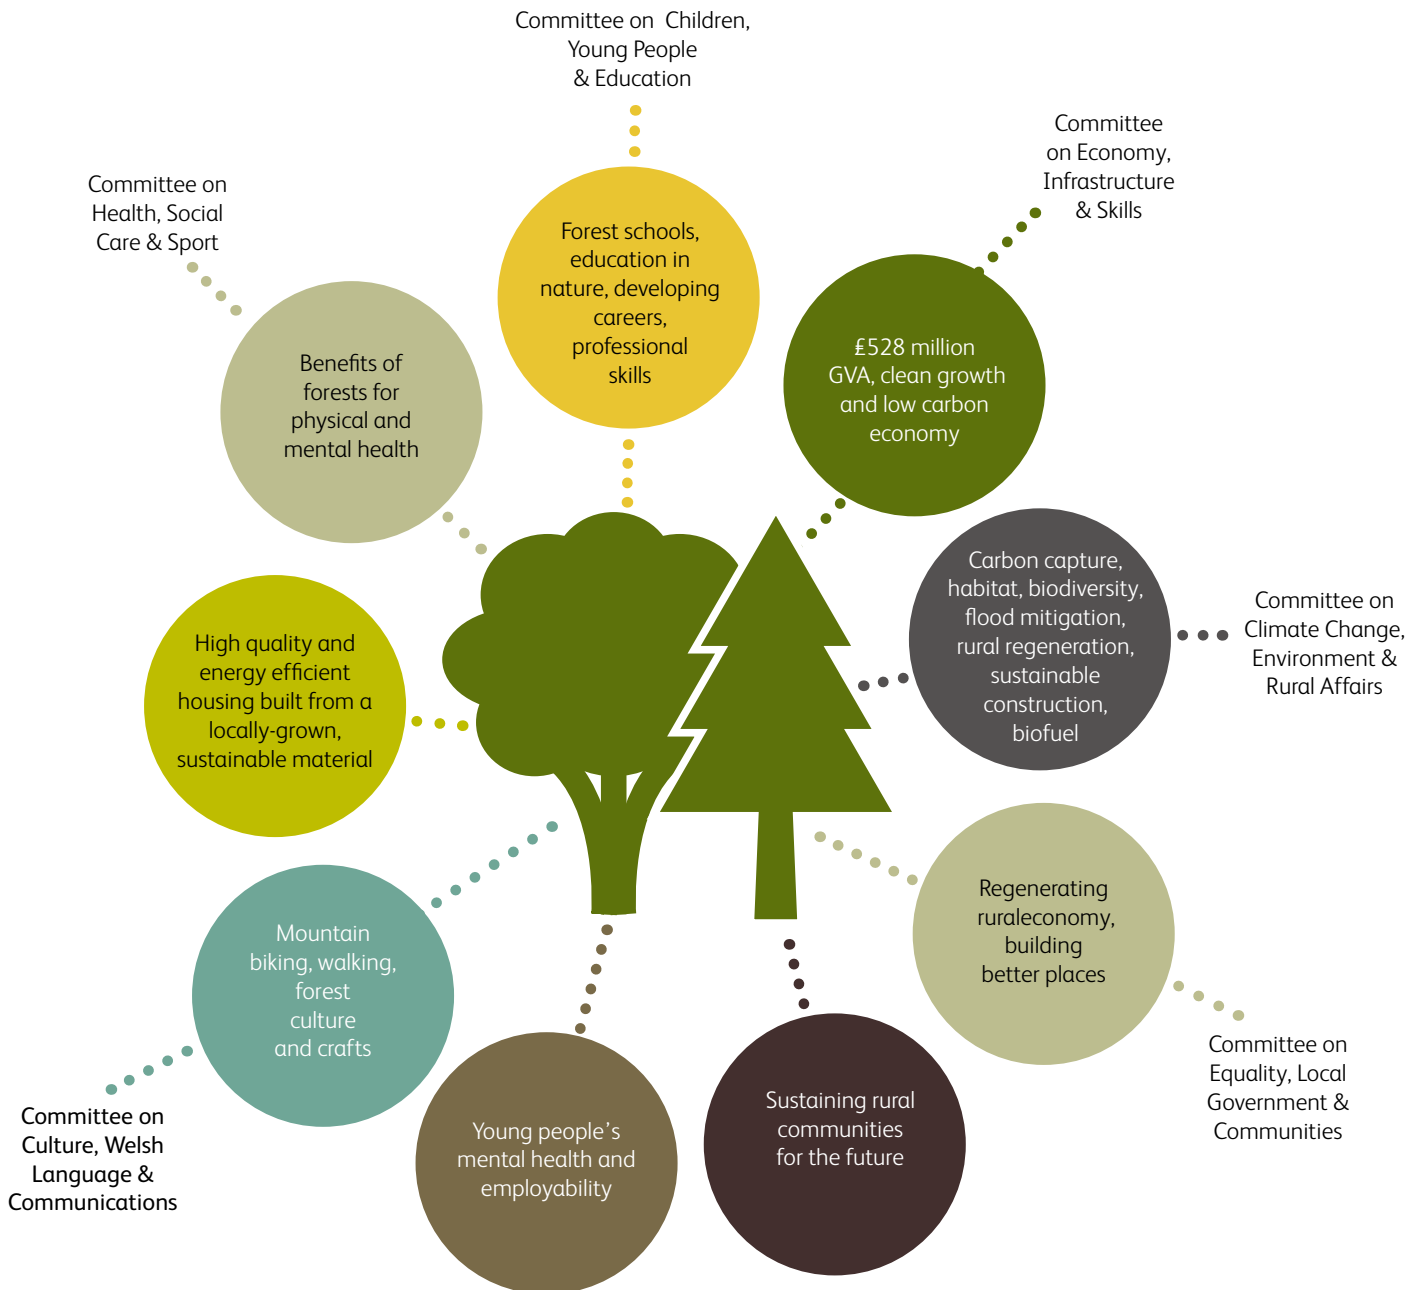 Committee on Children,
Young People
& Education
Committee
on Economy,
Infrastructure
& Skills
Committee on
Health, Social
Care & Sport
Forest schools,
education in
nature, developing
careers,
professional
skills
£528 million
GVA, clean growth
and low carbon
economy
Benefits of
forests for
physical and
mental health
Carbon capture,
habitat, biodiversity,
flood mitigation,
rural regeneration,
sustainable
construction,
biofuel
Committee on
Climate Change,
Environment &
Rural Affairs
High quality and
energy efficient
housing built from a
locally-grown,
sustainable material
Regenerating
ruraleconomy,
building
better places
Mountain
biking, walking,
forest
culture
and crafts
Committee on
Equality, Local
Government &
Communities
Committee on
Culture, Welsh
Language &
Communications
Young people’s
mental health and
employability
Sustaining rural
communities
for the future